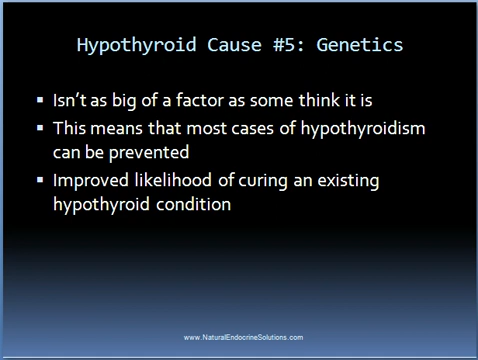 Hypothyroid Cause #5: Genetics
Isn't as big of a factor as some think it is
This means that most cases of hypothyroidism
can be prevented
Improved likelihood of curing an existing
hypothyroid condition
www.NaturalEndocrineSolutions.com